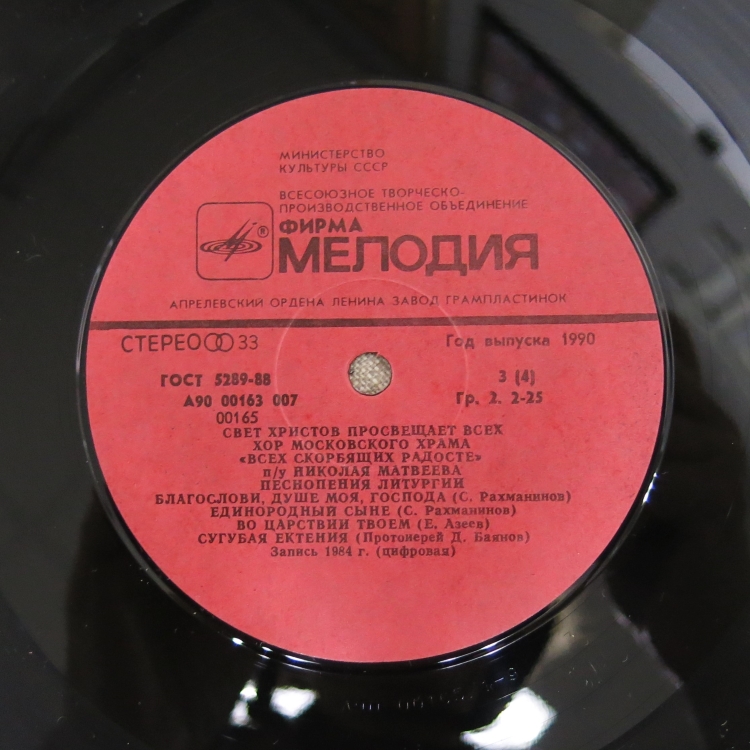 МИНИСТЕРСТВО
КУЛЬТУРЫ СССР
ВСЕСОЮЗНОЕ ТВОРЧЕСКО-
ПРОИЗВОДСТВЕННОЕ ОБЪЕДИНЕНИЕ
ФИРМА
®
МЕЛОДИЯ
АПРЕЛЕВСКИЙ ОРДЕНА ЛЕНИНА ЗАВОД ГРАМПЛАСТИНОК
СТЕРЕО 33 Год выпуска 1990
ГОСТ 5289-88 3 (4)
А90 00163 007 Гр. 2. 2-25
00165
СВЕТ ХРИСТОВ ПРОСВЕЩАЕТ ВСЕХ
ХОР МОСКОВСКОГО ХРАМА
«ВСЕХ СКОРБЯЩИХ РАДОСТЕ»
п/у НИКОЛАЯ МАТВЕЕВА
ПЕСНОПЕНИЯ ЛИТУРГИИ
БЛАГОСЛОВИ, ДУШЕ МОЯ, ГОСПОДА (С. Рахманинов)
ЕДИНОРОДНЫЙ СЫНЕ (С. Рахманинов)
ВО ЦАРСТВИИ ТВОЕМ (Е. Азеев)
СУГУБАЯ ЕКТЕНИЯ (Протоиерей Д. Баянов)
Запись 1984 г. (цифровая)